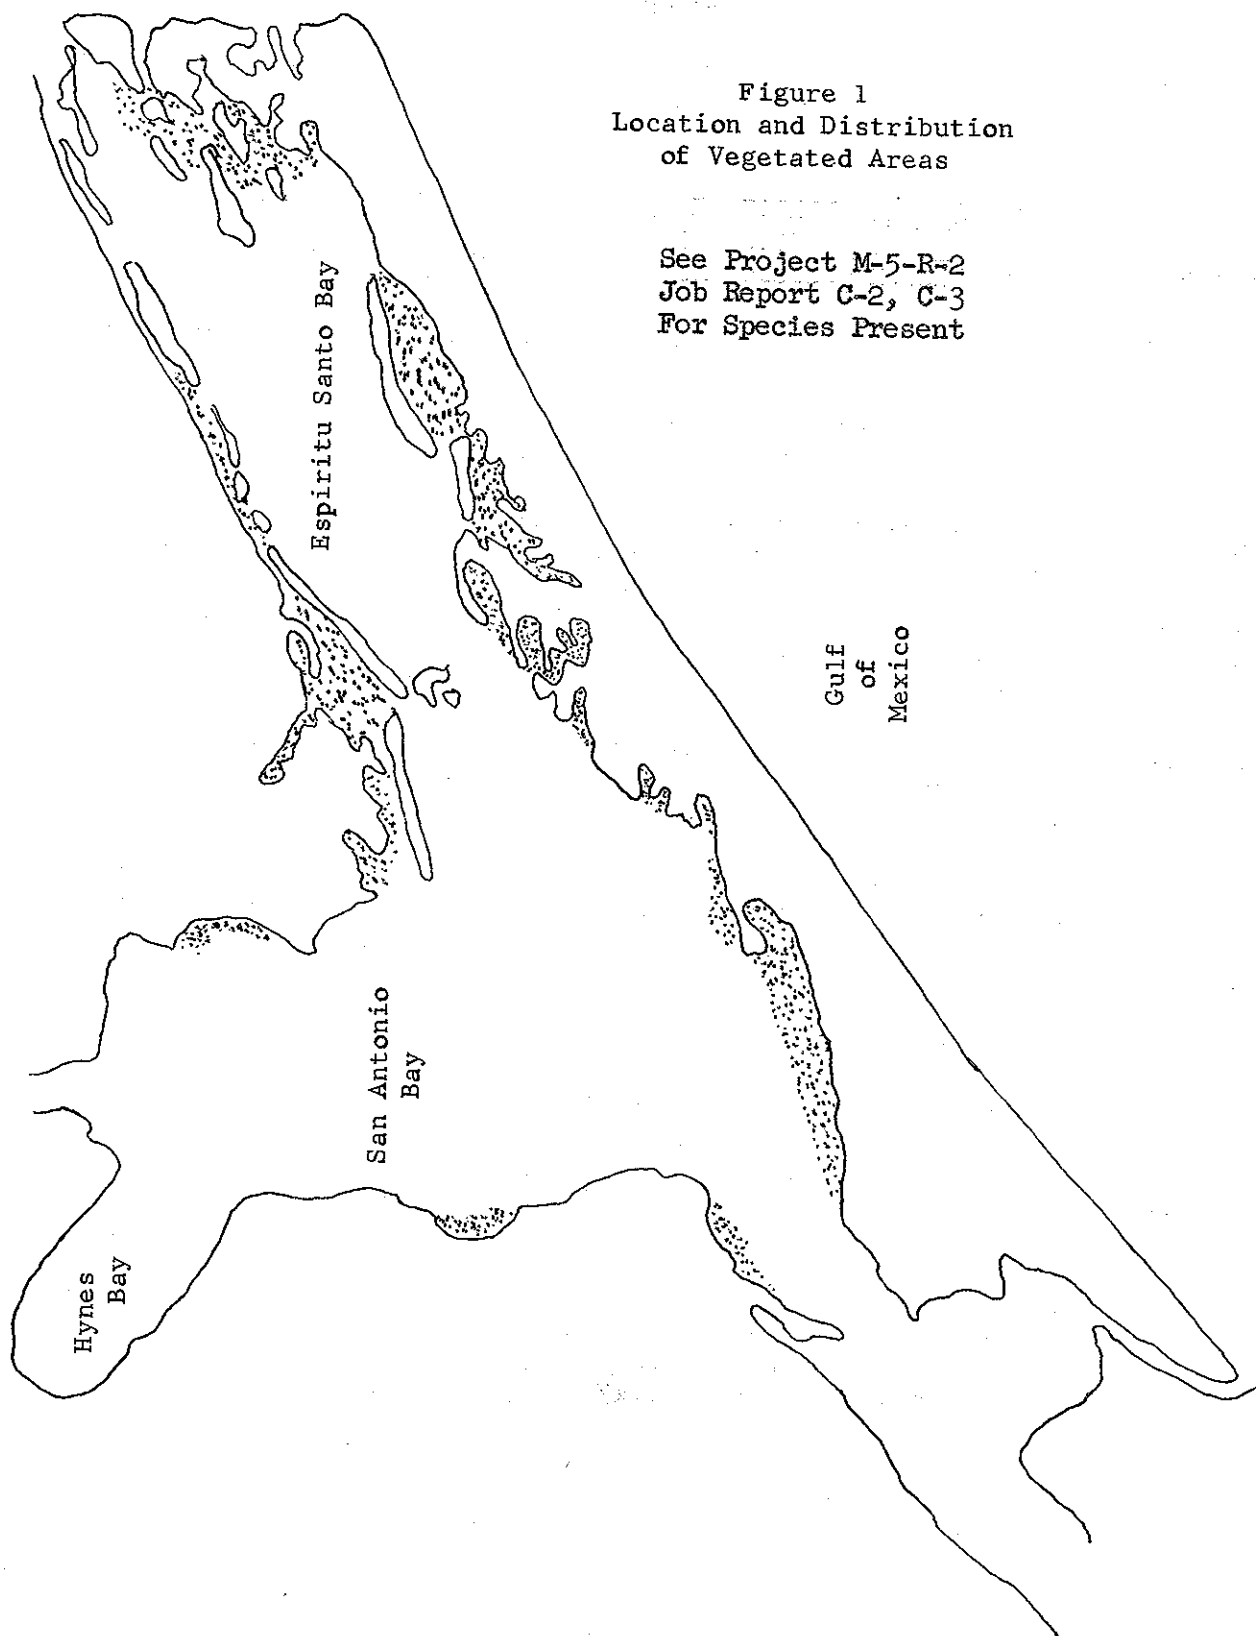 Figure 1
Location and Distribution
of Vegetated Areas
See Project M-5-R-2
Job Report C-2, C-3
For Species Present
Espiritu Santo Bay
Gulf
of
Mexico
San Antonio
Bay
Hynes
Bay